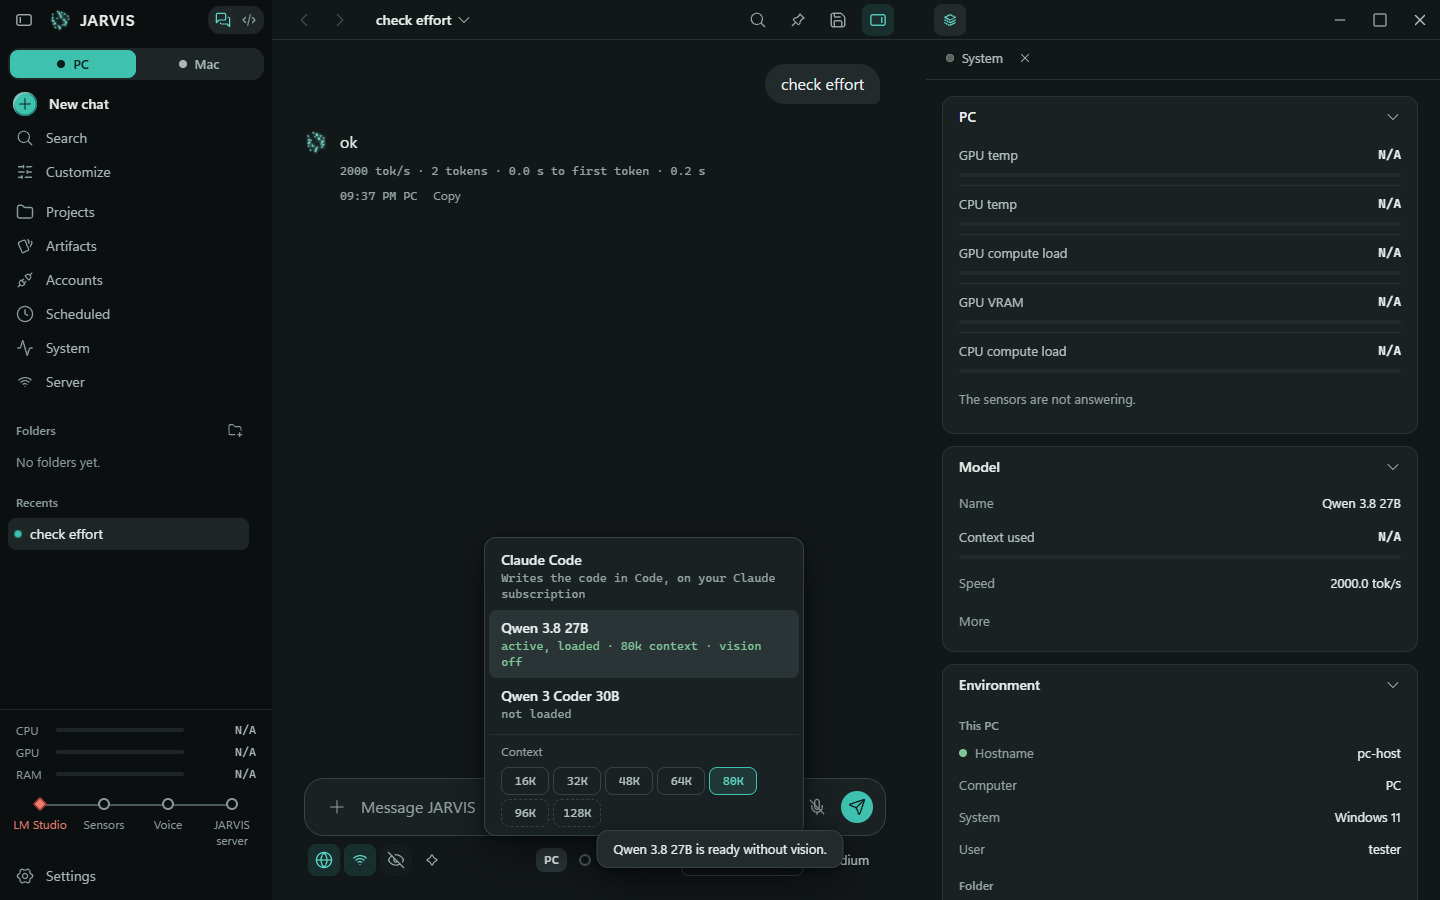 JARVIS
PC
Mac
New chat
Search
Customize
Projects
Artifacts
Accounts
Scheduled
System
Server
Folders
No folders yet.
Recents
check effort
CPU N/A
GPU N/A
RAM N/A
LM Studio
Sensors
Voice
JARVIS
server
Settings
check effort
check effort
ok
2000 tok/s · 2 tokens · 0.0 s to first token · 0.2 s
09:37 PM PC Copy
Claude Code
Writes the code in Code, on your Claude
subscription
Qwen 3.8 27B
active, loaded · 80k context · vision
off
Qwen 3 Coder 30B
not loaded
Context
16K 32K 48K 64K 80K
96K 128K
Message JARVIS
PC
Qwen 3.8 27B is ready without vision.
dium
System
PC
GPU temp N/A
CPU temp N/A
GPU compute load N/A
GPU VRAM N/A
CPU compute load N/A
The sensors are not answering.
Model
Name Qwen 3.8 27B
Context used N/A
Speed 2000.0 tok/s
More
Environment
This PC
Hostname pc-host
Computer PC
System Windows 11
User tester
Folder